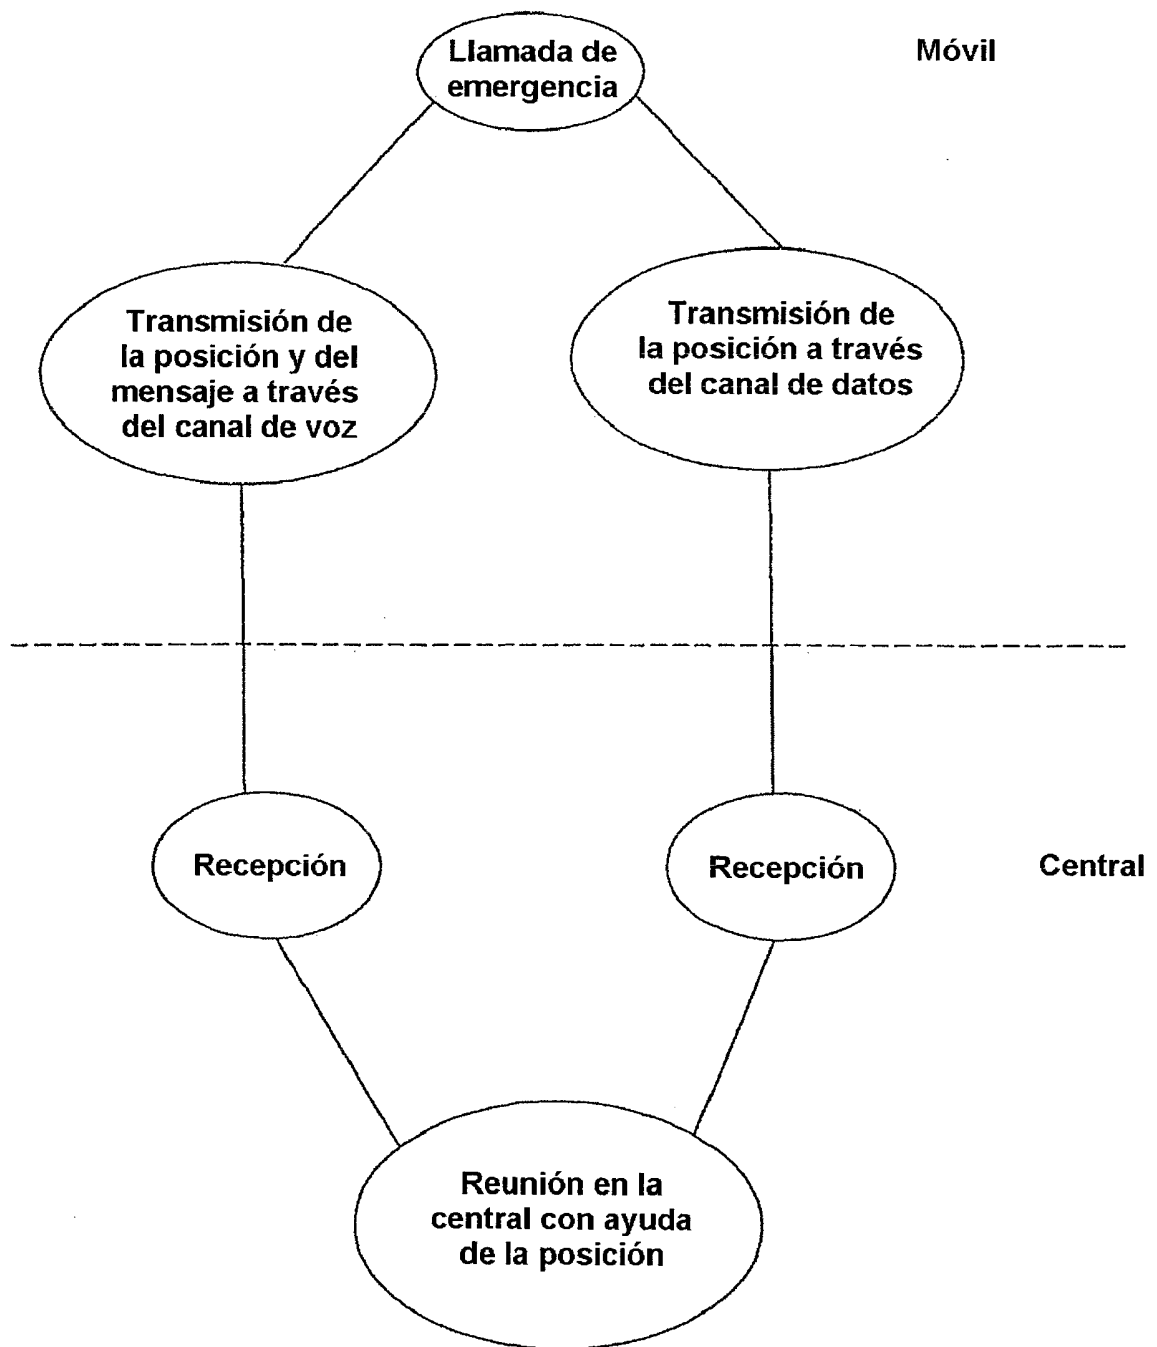 Llamada de
emergencia
Móvil
Transmisión de
la posición y del
mensaje a través
del canal de voz
Transmisión de
la posición a través
del canal de datos
Recepción
Recepción
Central
Reunión en la
central con ayuda
de la posición